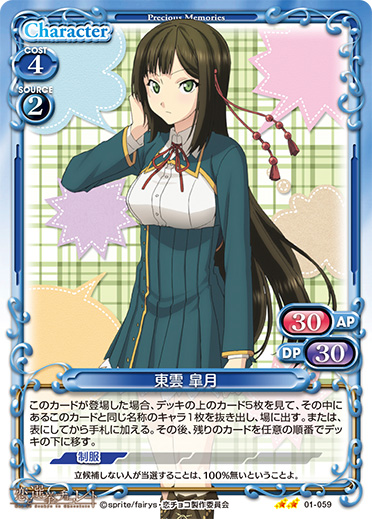 Precious Memories
Character
COST
4
SOURCE
2
30 AP
DP 30
東雲 皐月
このカードが登場した場合、デッキの上のカード5枚を見て、その中に
あるこのカードと同じ名称のキャラ1枚を抜き出し、場に出す。または、
表にしてから手札に加える。その後、残りのカードを任意の順番でデッ
キの下に移す。
制服
立候補しない人が当選することは、100%無いということよ。
恋と選挙とチョコレート
©sprite/fairys・恋チョコ製作委員会
01-059